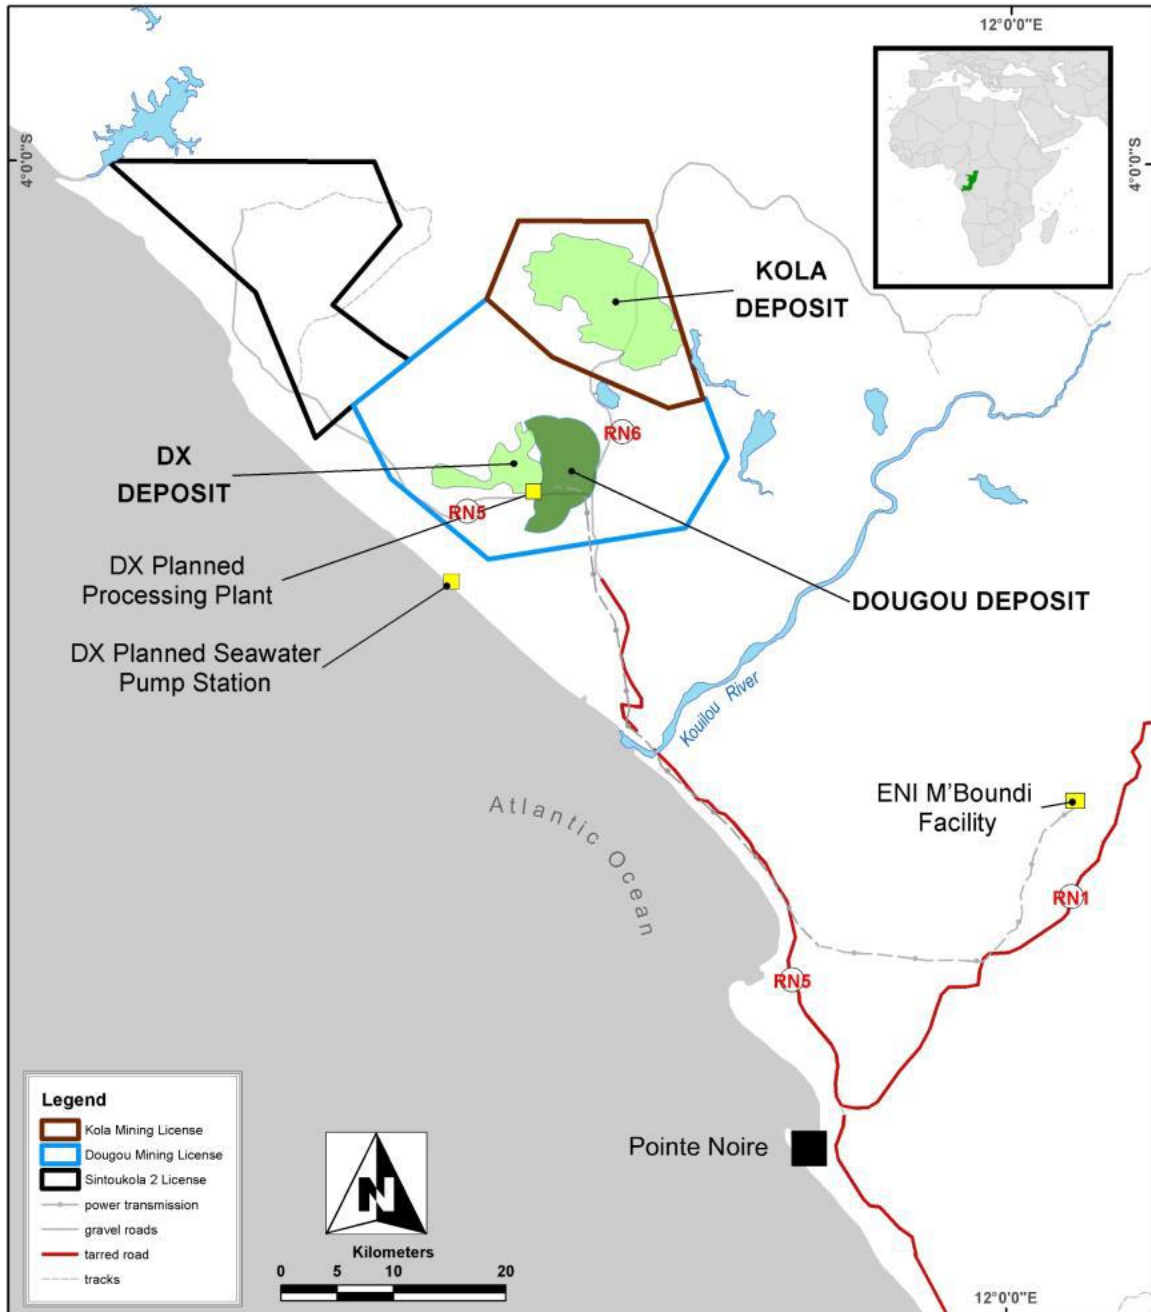 12°0'0"E
4°0'0"S
4°0'0"S
KOLA
DEPOSIT
RN6
DX
DEPOSIT
RN5
DX Planned
Processing Plant
DOUGOU DEPOSIT
DX Planned Seawater
Pump Station
Kouilou River
Atlantic Ocean
ENI M'Boundi
Facility
RN1
RN5
Pointe Noire
Legend
Kola Mining License
Dougou Mining License
Sintoukola 2 License
power transmission
gravel roads
tarred road
tracks
N
Kilometers
0 5 10 20
12°0'0"E